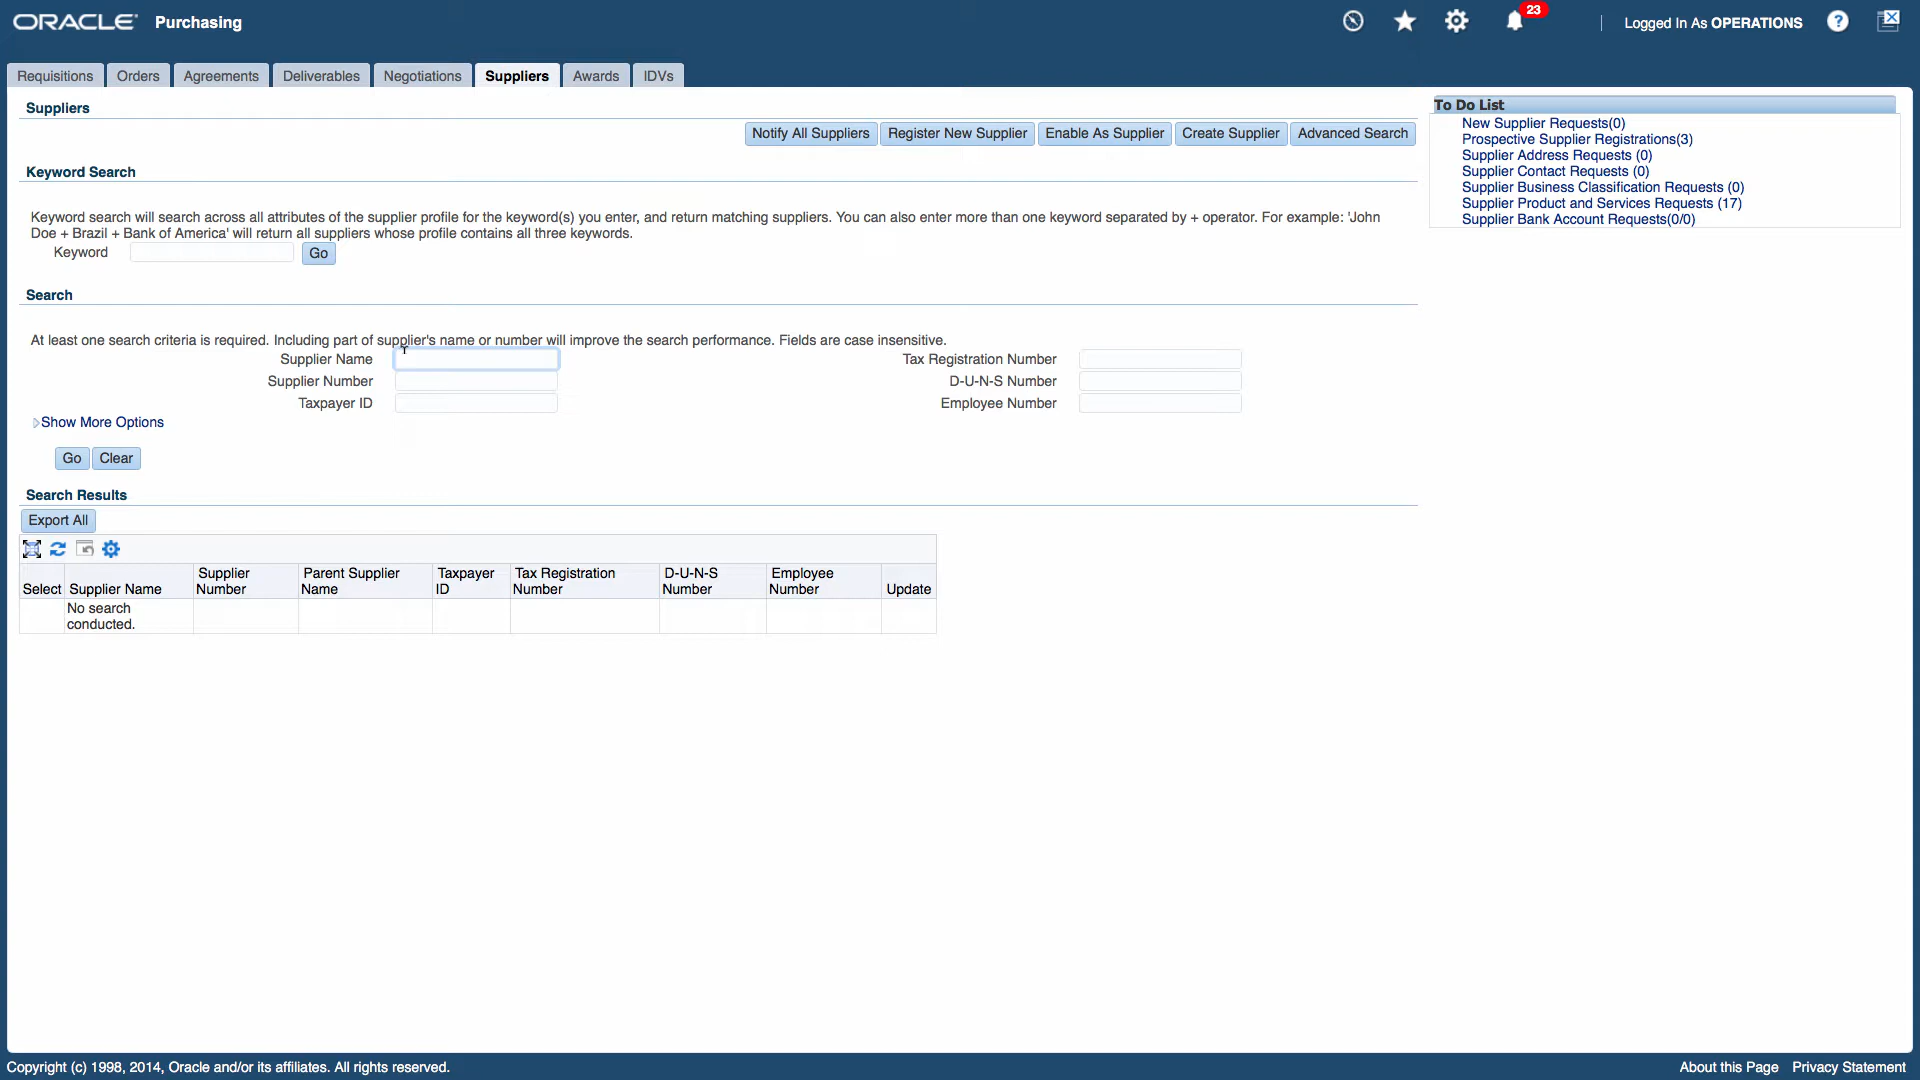 ORACLE Purchasing
23
Logged In As OPERATIONS
?
Requisitions Orders Agreements Deliverables Negotiations Suppliers Awards IDVs
Suppliers
Notify All Suppliers Register New Supplier Enable As Supplier Create Supplier Advanced Search
Keyword Search
Keyword search will search across all attributes of the supplier profile for the keyword(s) you enter, and return matching suppliers. You can also enter more than one keyword separated by + operator. For example: 'John
Doe + Brazil + Bank of America' will return all suppliers whose profile contains all three keywords.
Keyword Go
Search
At least one search criteria is required. Including part of supplier's name or number will improve the search performance. Fields are case insensitive.
Supplier Name Tax Registration Number
Supplier Number D-U-N-S Number
Taxpayer ID Employee Number
Show More Options
Go Clear
Search Results
Export All
Select Supplier Name Supplier Number Parent Supplier Name Taxpayer ID Tax Registration Number D-U-N-S Number Employee Number Update
No search
conducted.
To Do List
New Supplier Requests(0)
Prospective Supplier Registrations(3)
Supplier Address Requests (0)
Supplier Contact Requests (0)
Supplier Business Classification Requests (0)
Supplier Product and Services Requests (17)
Supplier Bank Account Requests(0/0)
Copyright (c) 1998, 2014, Oracle and/or its affiliates. All rights reserved.
About this Page Privacy Statement